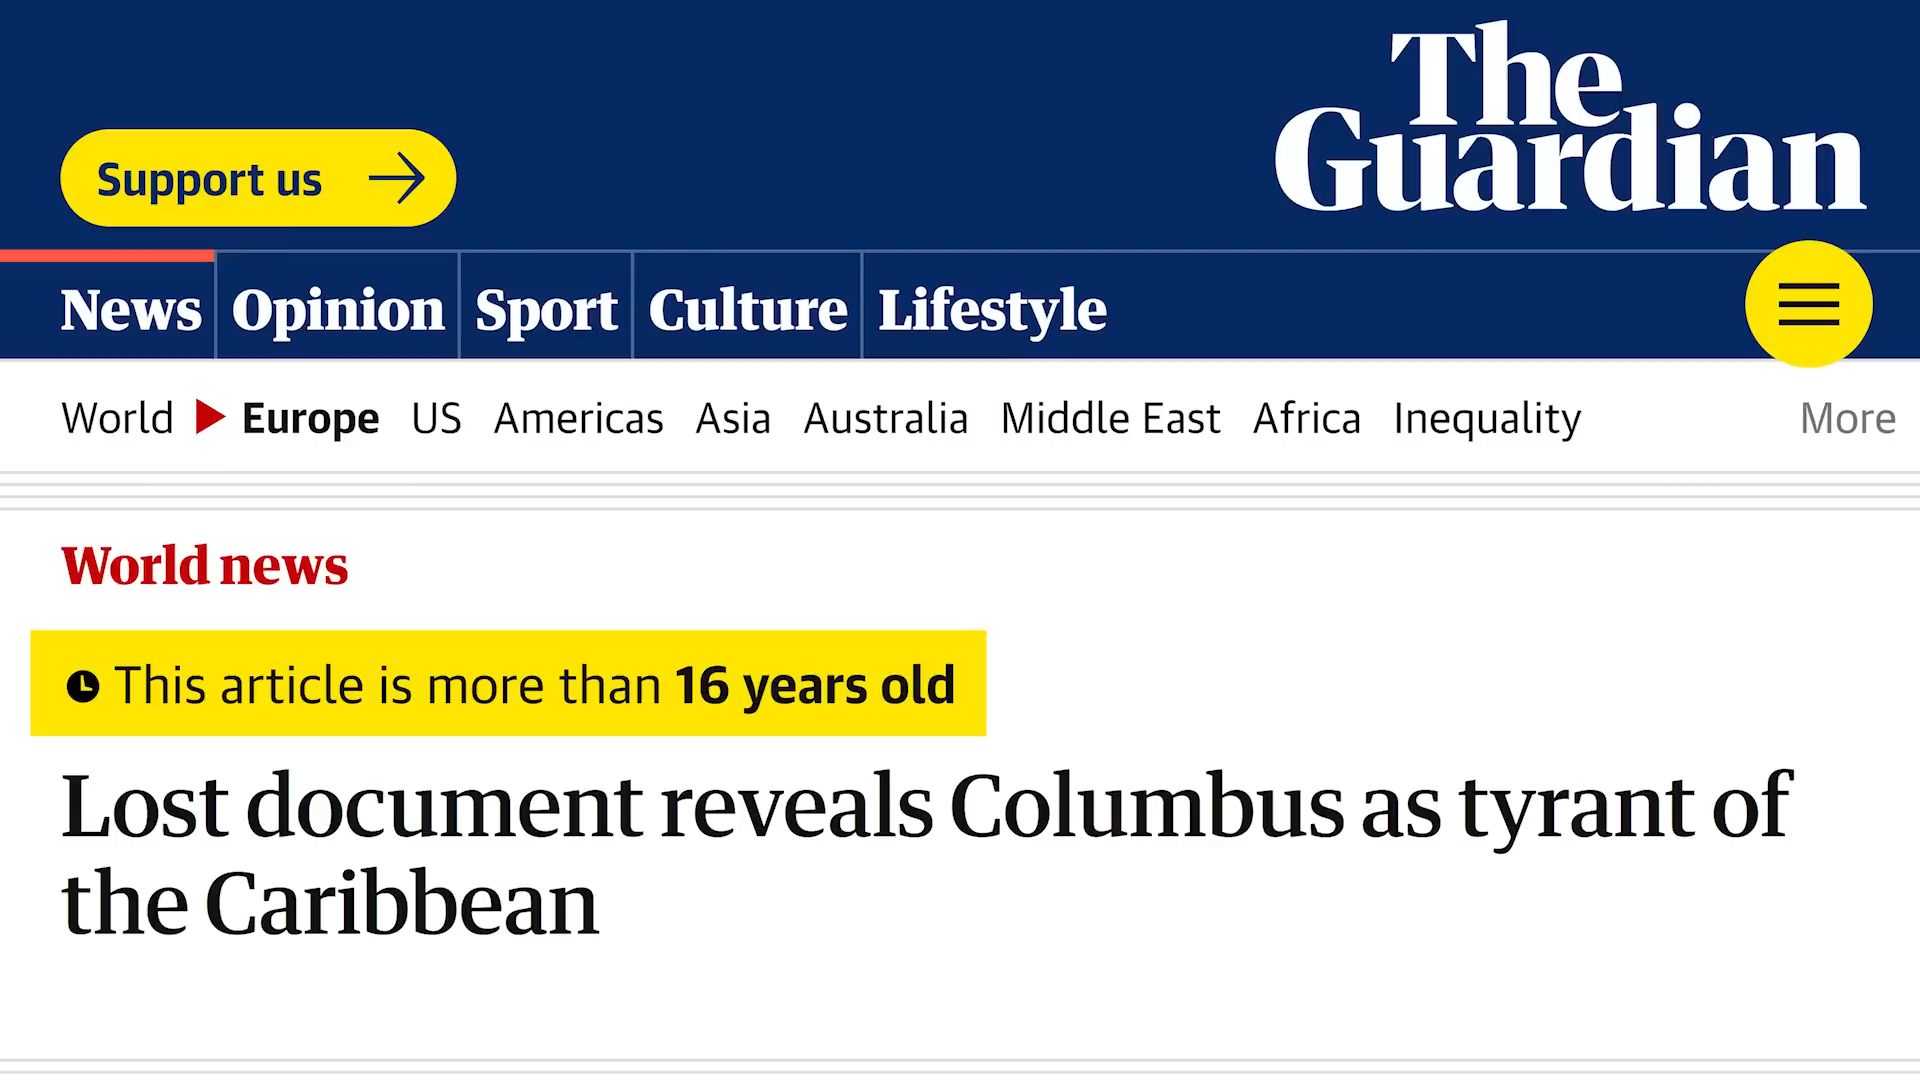 The
Guardian
Support us
News Opinion Sport Culture Lifestyle
World Europe US Americas Asia Australia Middle East Africa Inequality More
World news
This article is more than 16 years old
Lost document reveals Columbus as tyrant of
the Caribbean